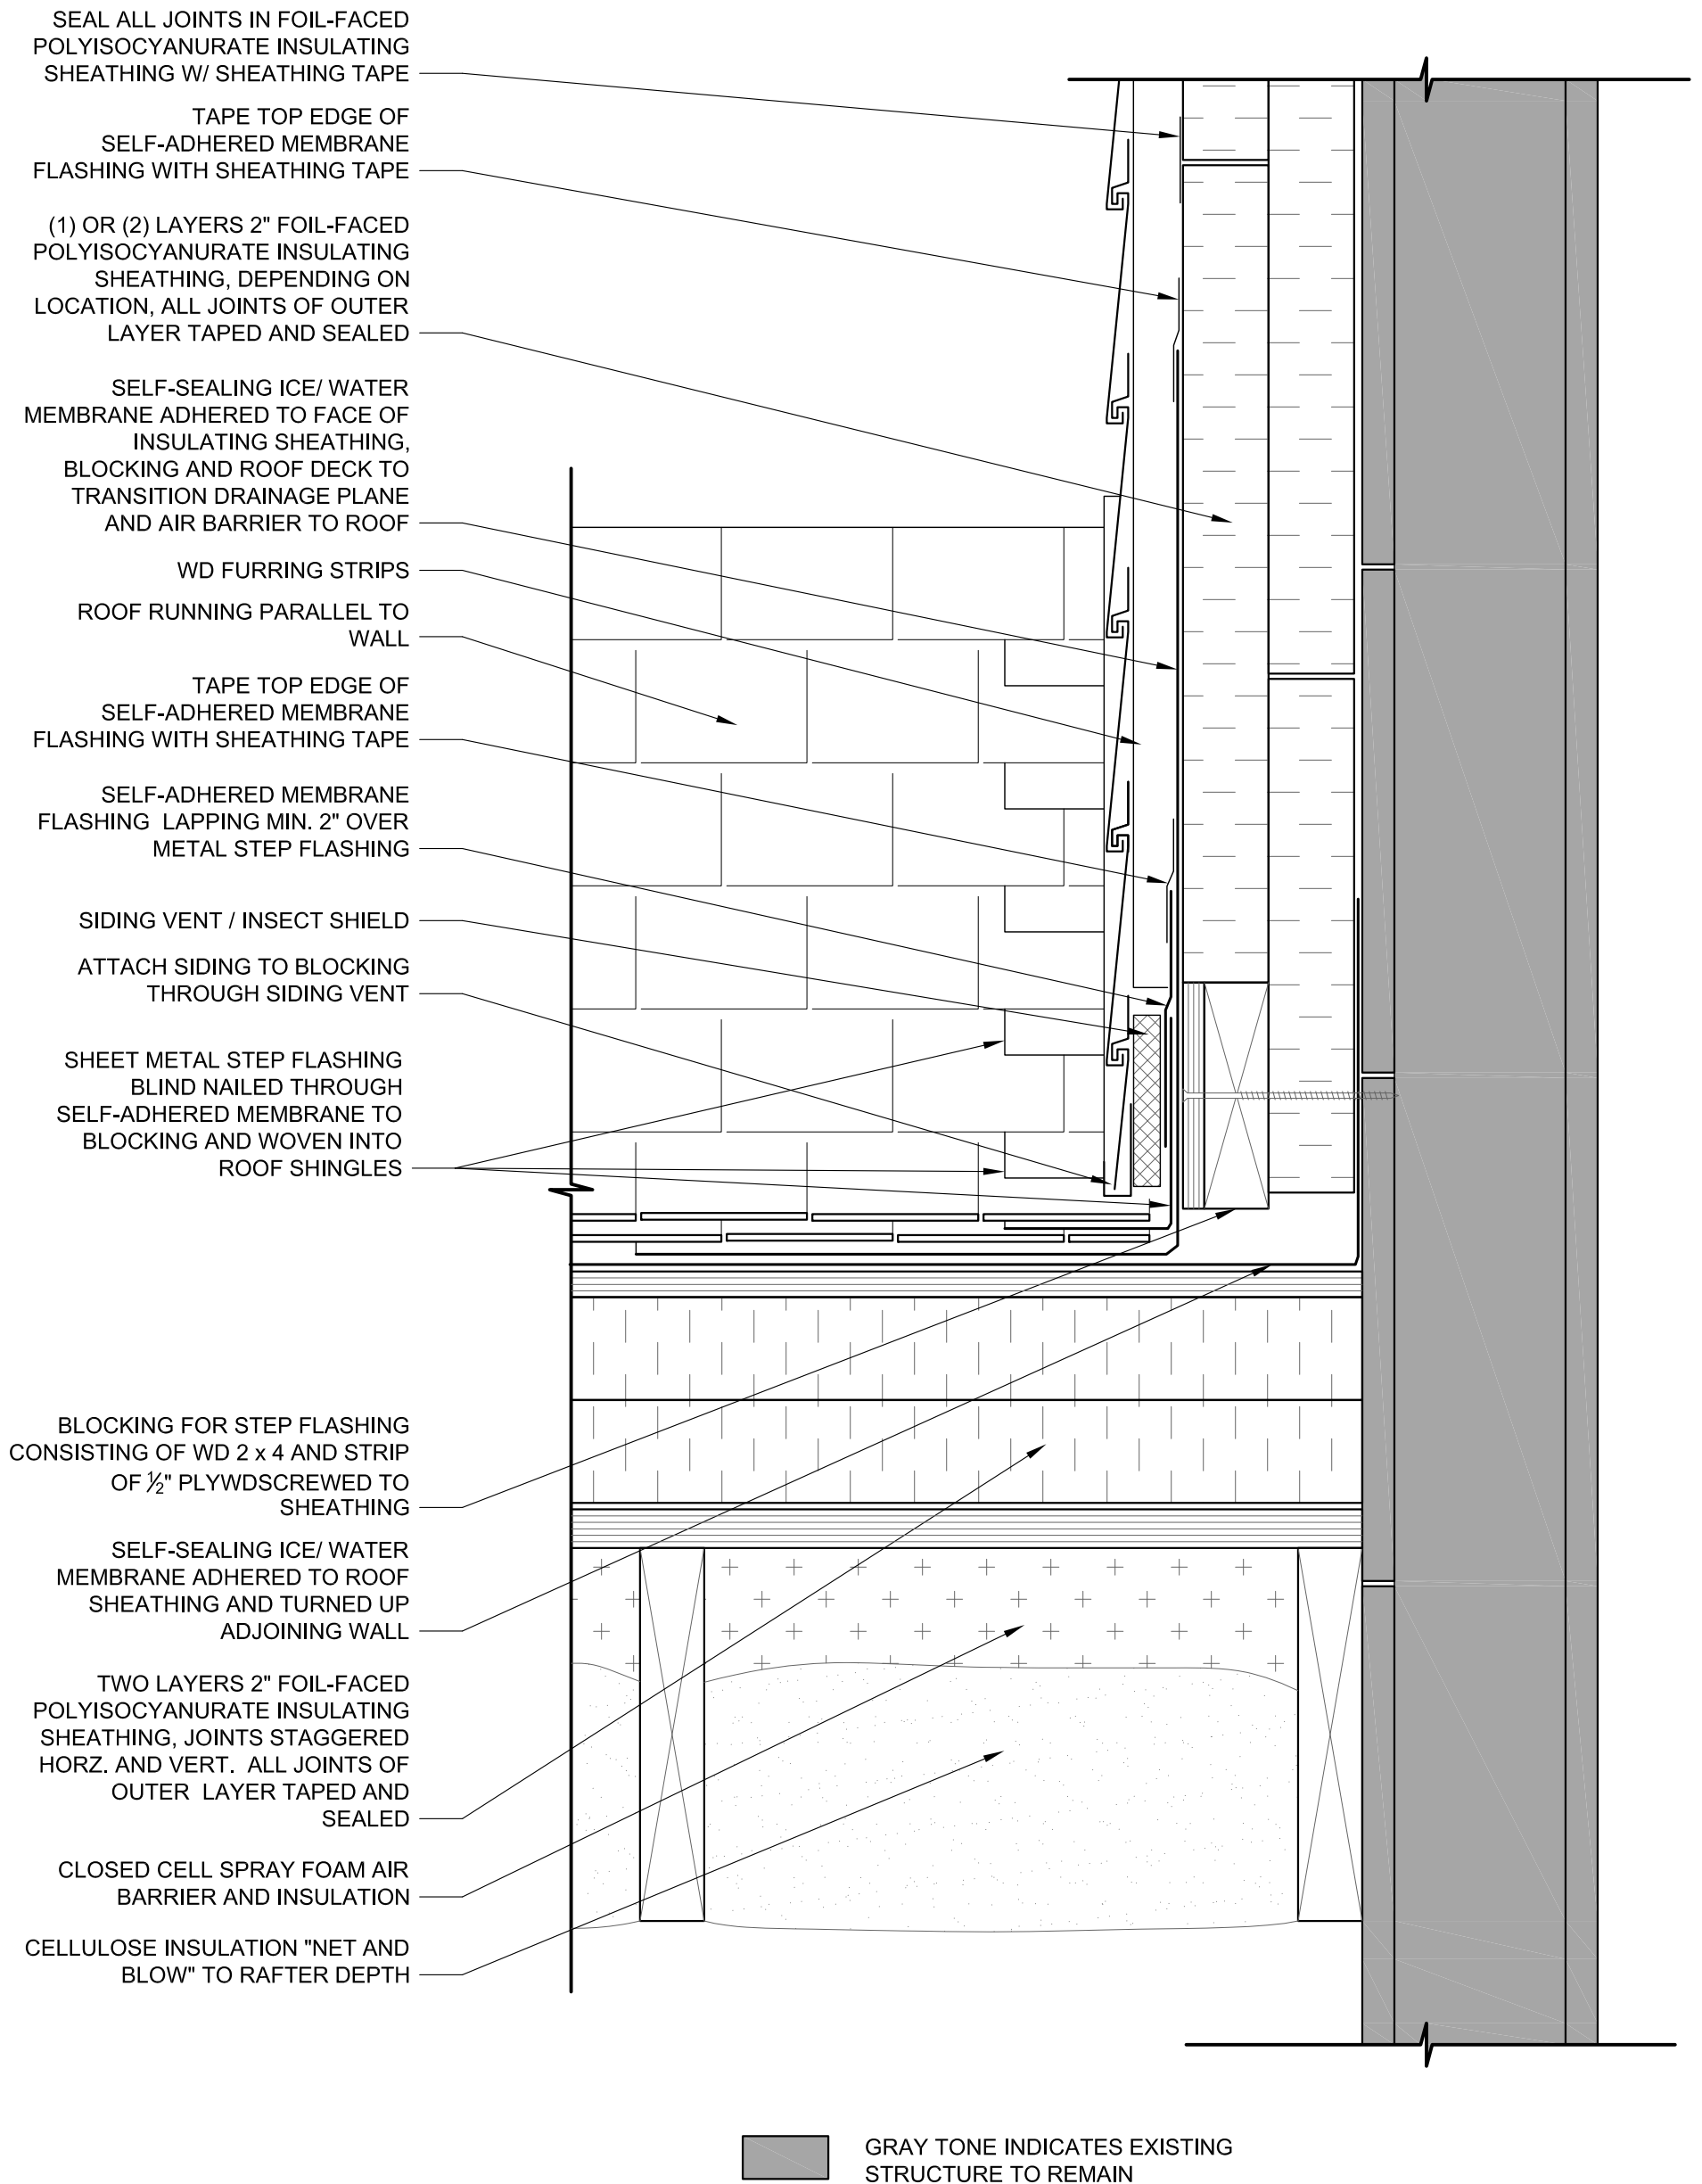 SEAL ALL JOINTS IN FOIL-FACED
POLYISOCYANURATE INSULATING
SHEATHING W/ SHEATHING TAPE
TAPE TOP EDGE OF
SELF-ADHERED MEMBRANE
FLASHING WITH SHEATHING TAPE
(1) OR (2) LAYERS 2" FOIL-FACED
POLYISOCYANURATE INSULATING
SHEATHING, DEPENDING ON
LOCATION, ALL JOINTS OF OUTER
LAYER TAPED AND SEALED
SELF-SEALING ICE/ WATER
MEMBRANE ADHERED TO FACE OF
INSULATING SHEATHING,
BLOCKING AND ROOF DECK TO
TRANSITION DRAINAGE PLANE
AND AIR BARRIER TO ROOF
WD FURRING STRIPS
ROOF RUNNING PARALLEL TO
WALL
TAPE TOP EDGE OF
SELF-ADHERED MEMBRANE
FLASHING WITH SHEATHING TAPE
SELF-ADHERED MEMBRANE
FLASHING LAPPING MIN. 2" OVER
METAL STEP FLASHING
SIDING VENT / INSECT SHIELD
ATTACH SIDING TO BLOCKING
THROUGH SIDING VENT
SHEET METAL STEP FLASHING
BLIND NAILED THROUGH
SELF-ADHERED MEMBRANE TO
BLOCKING AND WOVEN INTO
ROOF SHINGLES
BLOCKING FOR STEP FLASHING
CONSISTING OF WD 2 x 4 AND STRIP
OF ½" PLYWDSCREWED TO
SHEATHING
SELF-SEALING ICE/ WATER
MEMBRANE ADHERED TO ROOF
SHEATHING AND TURNED UP
ADJOINING WALL
TWO LAYERS 2" FOIL-FACED
POLYISOCYANURATE INSULATING
SHEATHING, JOINTS STAGGERED
HORZ. AND VERT. ALL JOINTS OF
OUTER LAYER TAPED AND
SEALED
CLOSED CELL SPRAY FOAM AIR
BARRIER AND INSULATION
CELLULOSE INSULATION "NET AND
BLOW" TO RAFTER DEPTH
GRAY TONE INDICATES EXISTING
STRUCTURE TO REMAIN